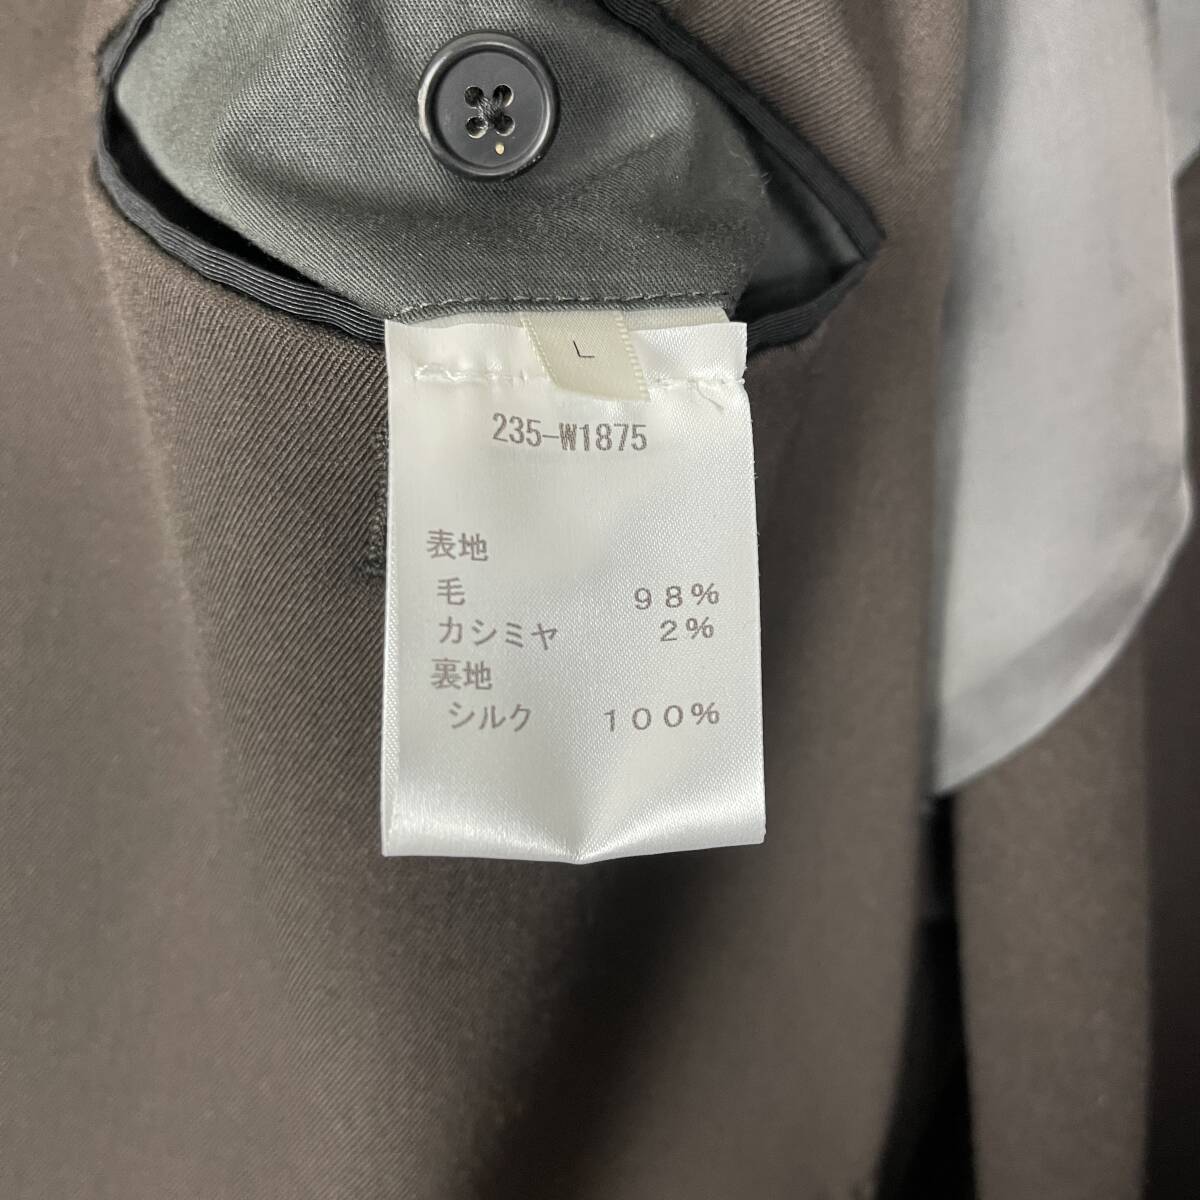 L
235-W1875
表地
毛 98%
カシミヤ 2%
裏地
シルク 100%